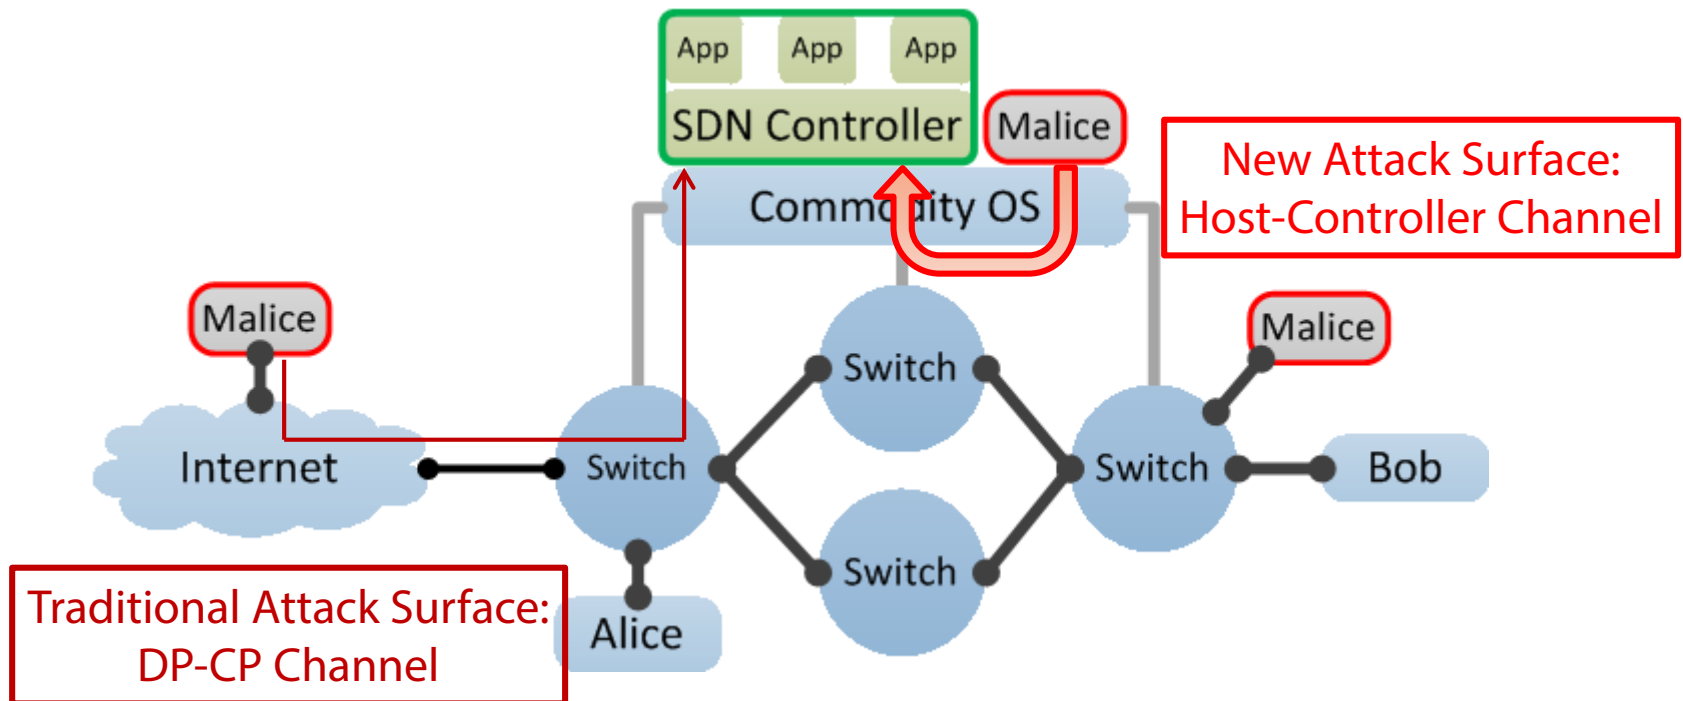 App
App
App
SDN Controller
Malice
New Attack Surface:
Host-Controller Channel
Commodity OS
Malice
Malice
Switch
Internet
Switch
Switch
Bob
Switch
Traditional Attack Surface:
DP-CP Channel
Alice